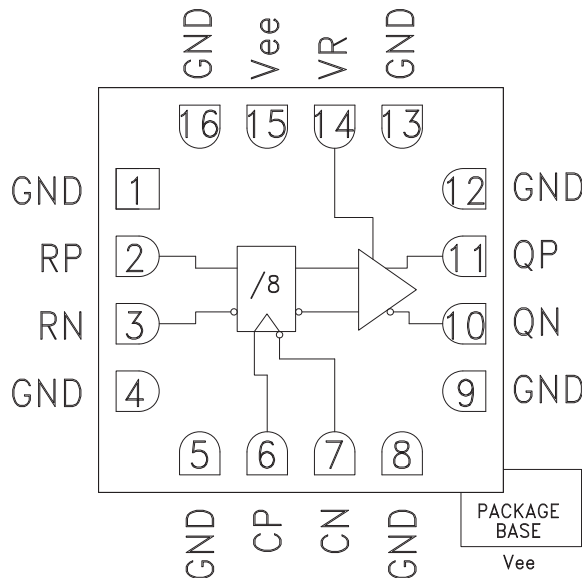 GND
Vee
VR
GND
16
15
14
13
GND
1
12
GND
RP
2
11
QP
/8
RN
3
10
QN
GND
4
9
GND
5
6
7
8
GND
CP
CN
GND
PACKAGE
BASE
Vee